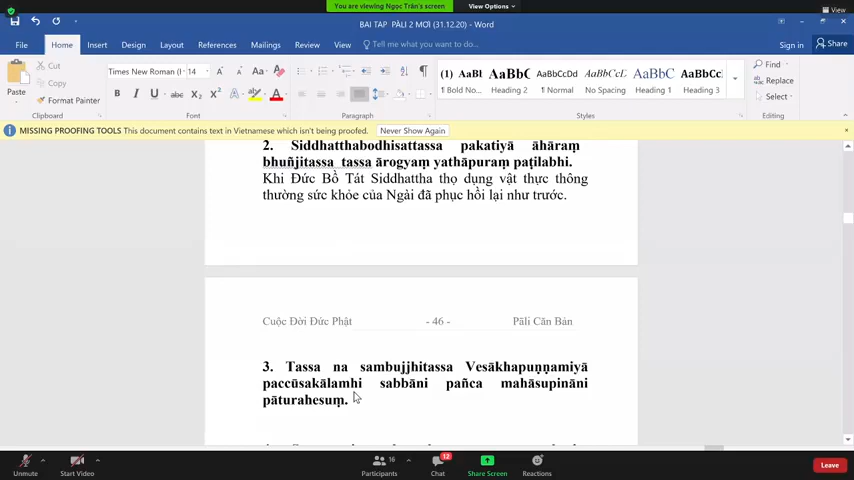 You are viewing Ngọc Trân's screen
View Options
View
BAI TAP PĀLI 2 MƠI (31.12.20) - Word
File Home Insert Design Layout References Mailings Review View Tell me what you want to do...
Sign in Share
Paste
Cut
Copy
Format Painter
Clipboard
Times New Roman (I 14
Font
Paragraph
(1) AaBl AaBbC AaBbCcDd AaBbCcL AaBbC AaBbCc
¶ Bold No... Heading 2 ¶ Normal No Spacing Heading 1 Heading 3
Styles
Find
Replace
Select
Editing
MISSING PROOFING TOOLS This document contains text in Vietnamese which isn't being proofed. Never Show Again
2. Siddhatthabodhisattassa pakatiyā āhāraṃ
bhuñjitassa tassa ārogyaṃ yathāpuraṃ paṭilabhi.
Khi Đức Bồ Tát Siddhattha thọ dụng vật thực thông
thường sức khỏe của Ngài đã phục hồi lại như trước.
Cuộc Đời Đức Phật - 46 - Pāli Căn Bản
3. Tassa na sambujjhitassa Vesākhapuṇṇamiyā
paccūsakālamhi sabbāni pañca mahāsupināni
pāturahesuṃ.
Unmute Start Video Participants 16 Chat 12 Share Screen Reactions Leave